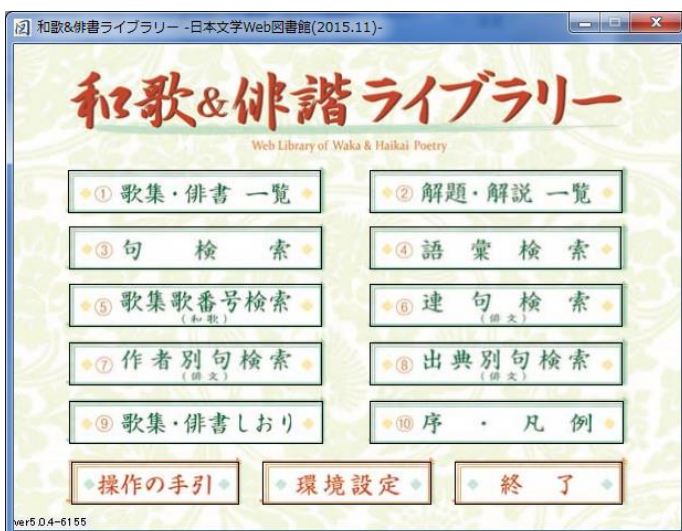 和歌&俳書ライブラリー -日本文学Web図書館(2015.11)-
和歌&俳諧ライブラリー
Web Library of Waka & Haikai Poetry
① 歌集・俳書 一覧
② 解題・解説 一覧
③ 句検索
④ 語彙検索
⑤ 歌集歌番号検索
(和歌)
⑥ 連句検索
(俳文)
⑦ 作者別句検索
(俳文)
⑧ 出典別句検索
(俳文)
⑨ 歌集・俳書しおり
⑩ 序・凡例
操作の手引
環境設定
終了
ver5.0.4-6155